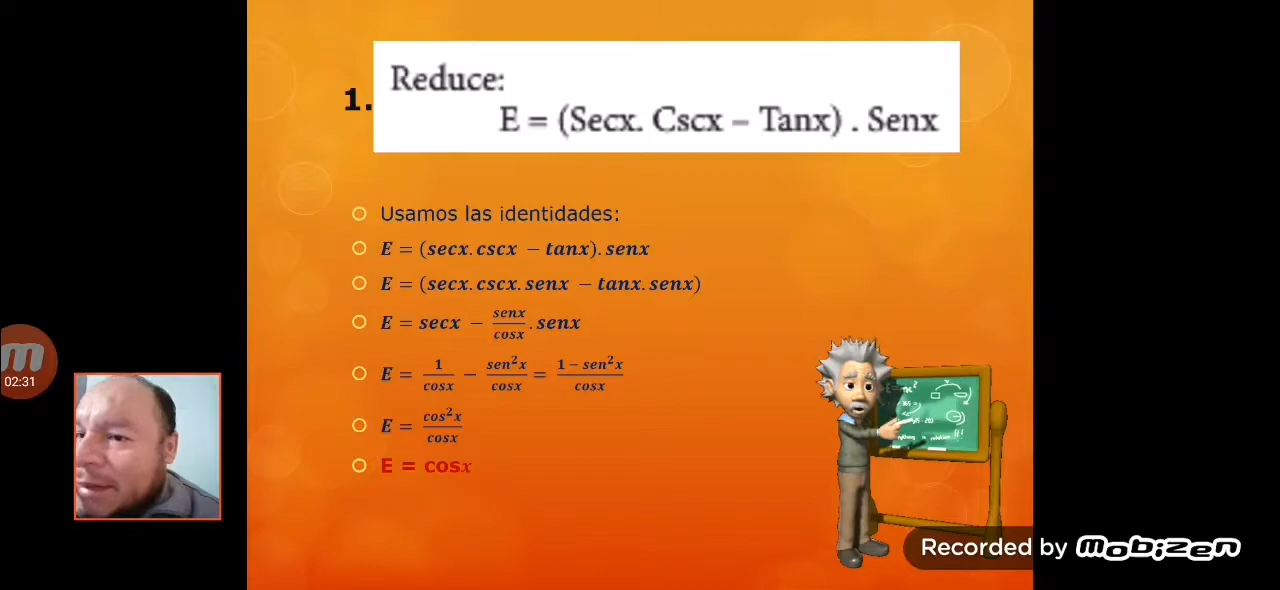 Reduce:
1.
E = (Secx. Cscx – Tanx) . Senx
Usamos las identidades:
E = (secx. cscx − tanx). senx
E = (secx. cscx. senx − tanx. senx)
E = secx − senx/cosx . senx
E = 1/cosx − sen²x/cosx = 1 − sen²x/cosx
E = cos²x/cosx
E = cosx
m
02:31
Recorded by mobizen